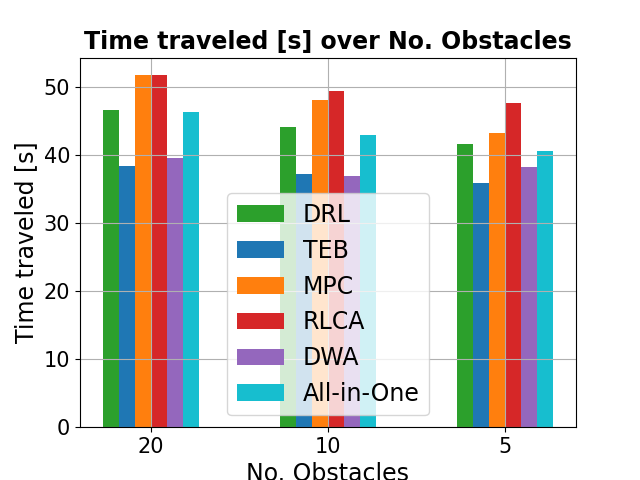 Time traveled [s] over No. Obstacles
Time traveled [s]
50
40
30
20
10
0
DRL
TEB
MPC
RLCA
DWA
All-in-One
20
10
5
No. Obstacles